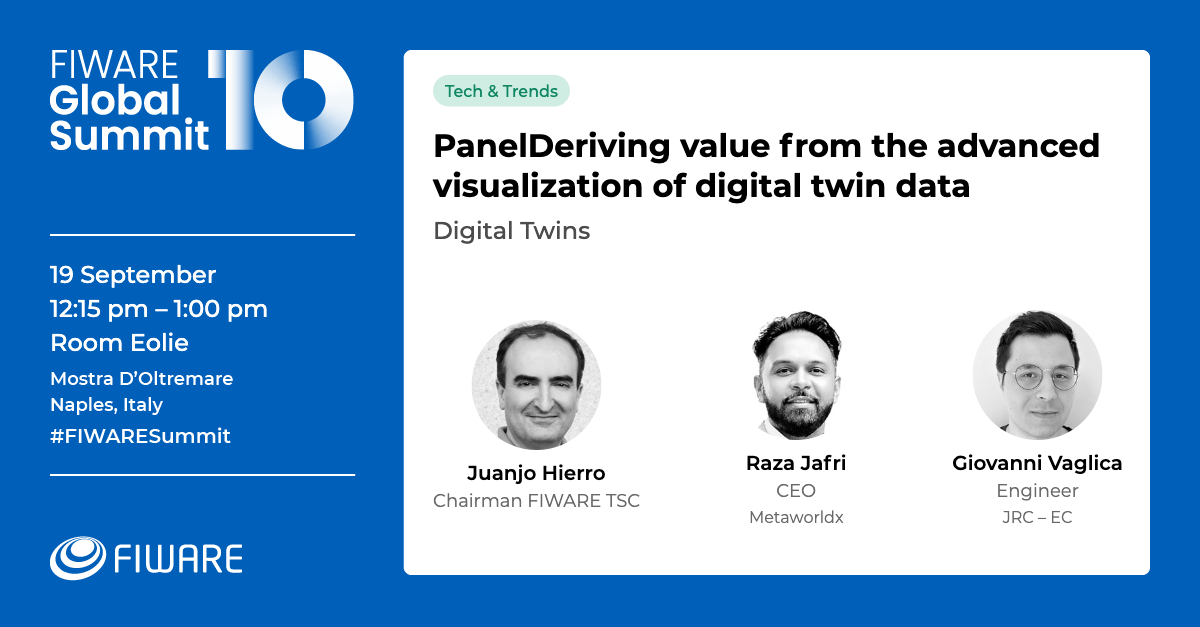 FIWARE
Global
Summit
10
19 September
12:15 pm – 1:00 pm
Room Eolie
Mostra D’Oltremare
Naples, Italy
#FIWARESummit
FIWARE
Tech & Trends
PanelDeriving value from the advanced
visualization of digital twin data
Digital Twins
Juanjo Hierro
Chairman FIWARE TSC
Raza Jafri
CEO
Metaworldx
Giovanni Vaglica
Engineer
JRC – EC